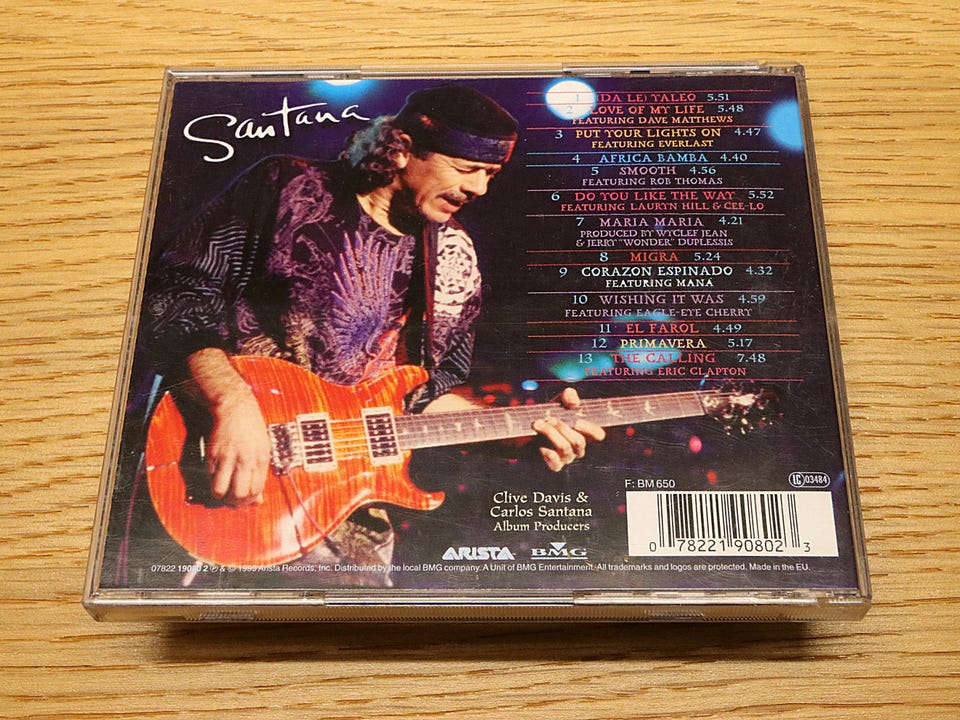 Santana
1 (DA LE) YALEO 5.51
2 LOVE OF MY LIFE 5.48
FEATURING DAVE MATTHEWS
3 PUT YOUR LIGHTS ON 4.47
FEATURING EVERLAST
4 AFRICA BAMBA 4.40
5 SMOOTH 4.56
FEATURING ROB THOMAS
6 DO YOU LIKE THE WAY 5.52
FEATURING LAURYN HILL & CEE-LO
7 MARIA MARIA 4.21
PRODUCED BY WYCLEF JEAN
& JERRY "WONDER" DUPLESSIS
8 MIGRA 5.24
9 CORAZON ESPINADO 4.32
FEATURING MANÁ
10 WISHING IT WAS 4.59
FEATURING EAGLE-EYE CHERRY
11 EL FAROL 4.49
12 PRIMAVERA 5.17
13 THE CALLING 7.48
FEATURING ERIC CLAPTON
Clive Davis &
Carlos Santana
Album Producers
ARISTA BMG
LC 03484
F: BM 650
0 78221 90802 3
07822 19080 2 ℗ & © 1999 Arista Records, Inc. Distributed by the local BMG company. A Unit of BMG Entertainment. All trademarks and logos are protected. Made in the EU.